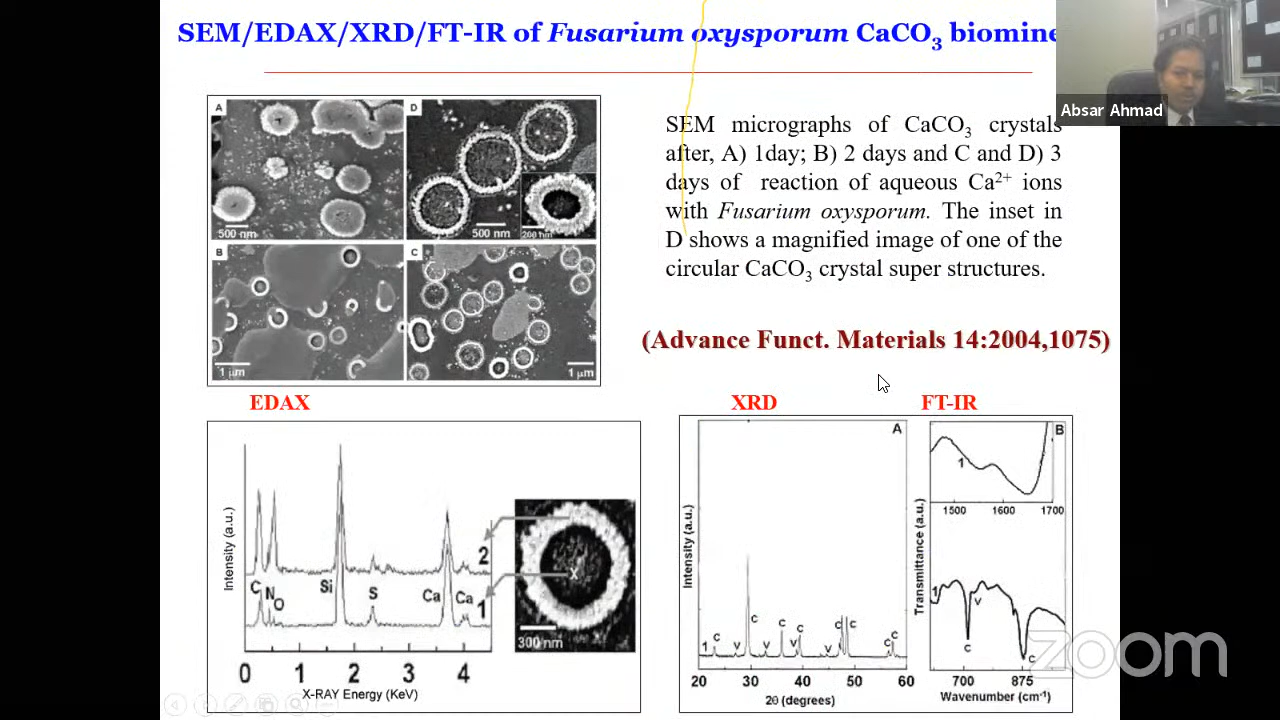 SEM/EDAX/XRD/FT-IR of Fusarium oxysporum CaCO3 biomine
Absar Ahmad
A
D
500 nm
500 nm
200 nm
B
C
1 µm
1 µm
SEM micrographs of CaCO3 crystals
after, A) 1day; B) 2 days and C and D) 3
days of reaction of aqueous Ca2+ ions
with Fusarium oxysporum. The inset in
D shows a magnified image of one of the
circular CaCO3 crystal super structures.
(Advance Funct. Materials 14:2004,1075)
EDAX
XRD
FT-IR
Intensity (a.u.)
C
N
O
Si
S
Ca
Ca
2
1
X
300 nm
0 1 2 3 4
X-RAY Energy (KeV)
A
Intensity (a.u.)
1
C
V
C
V
C
V
C
V
C
C
C
C
20 30 40 50 60
2θ (degrees)
B
1
1500 1600 1700
Transmittance (a.u.)
1
V
C
C
700 875
Wavenumber (cm-1)
zoom